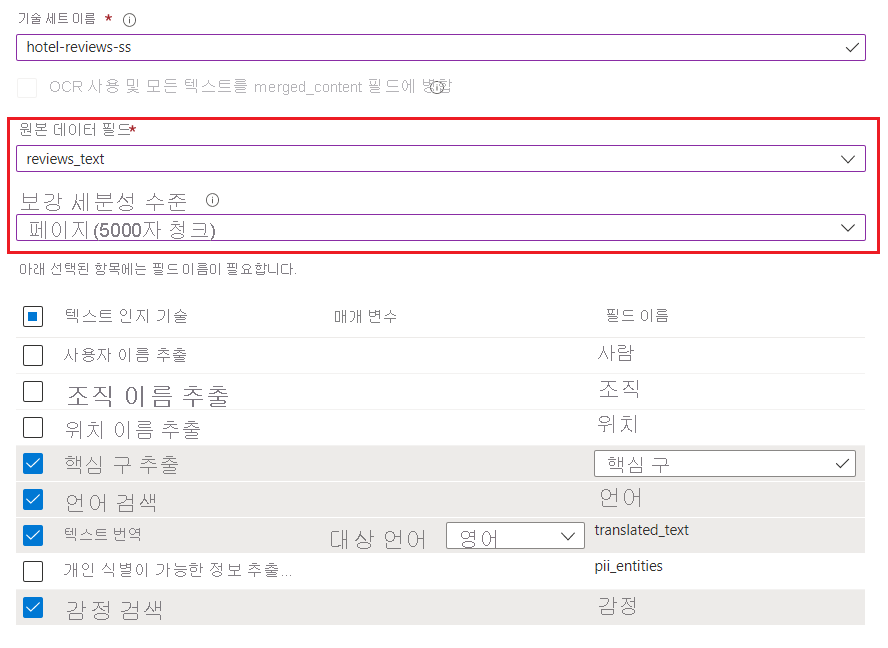 기술 세트 이름 *
hotel-reviews-ss
OCR 사용 및 모든 텍스트를 merged_content 필드에 병합
원본 데이터 필드*
reviews_text
보강 세분성 수준
페이지(5000자 청크)
아래 선택된 항목에는 필드 이름이 필요합니다.
텍스트 인지 기술 매개 변수 필드 이름
사용자 이름 추출 사람
조직 이름 추출 조직
위치 이름 추출 위치
핵심 구 추출 핵심 구
언어 검색 언어
텍스트 번역 대상 언어 영어 translated_text
개인 식별이 가능한 정보 추출... pii_entities
감정 검색 감정